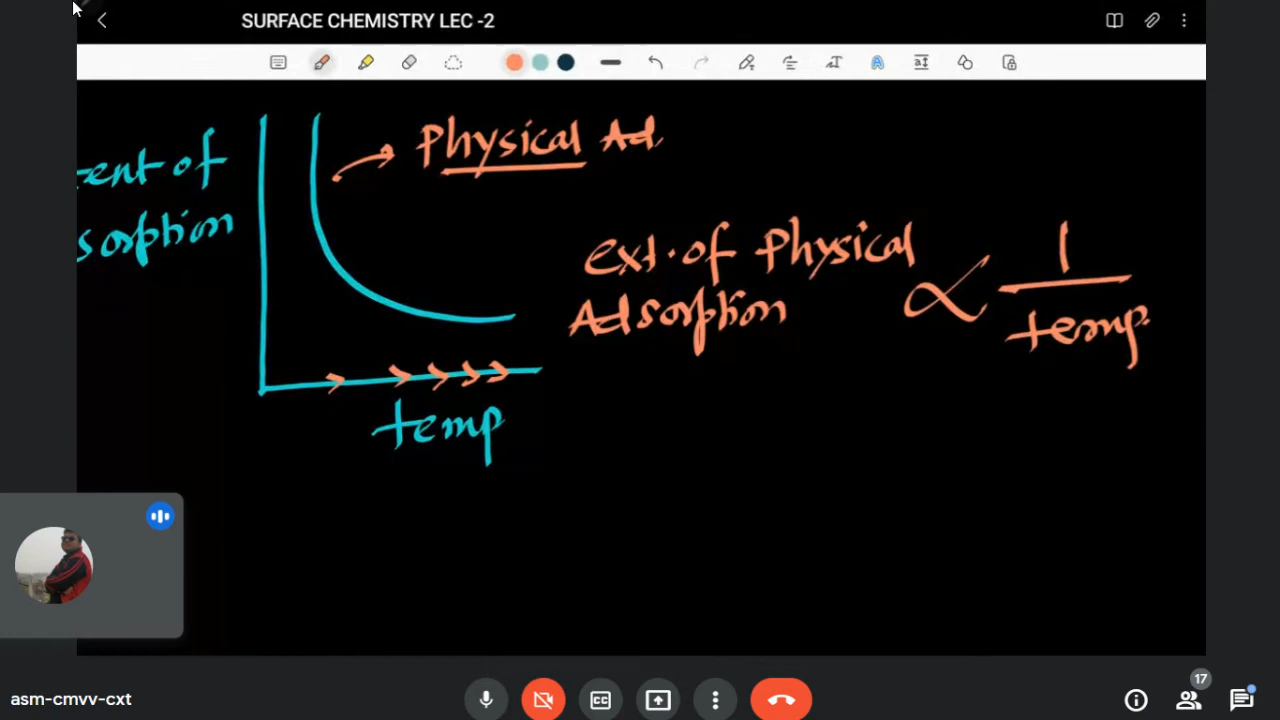 SURFACE CHEMISTRY LEC -2
ent of
sorption
Physical Ad.
ext. of Physical
Adsorption ∝ 1 / temp.
temp
asm-cmvv-cxt
17